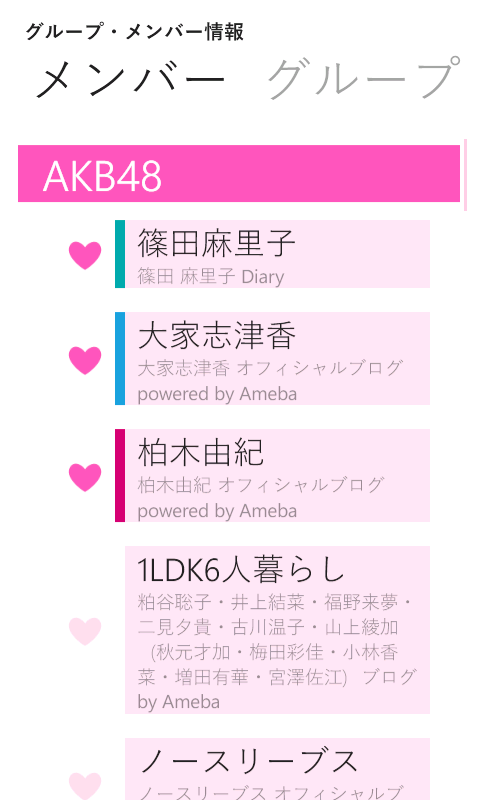 グループ・メンバー情報
メンバー グループ
AKB48
篠田麻里子
篠田 麻里子 Diary
大家志津香
大家志津香 オフィシャルブログ
powered by Ameba
柏木由紀
柏木由紀 オフィシャルブログ
powered by Ameba
1LDK6人暮らし
粕谷聡子・井上結菜・福野来夢・
二見夕貴・古川温子・山上綾加
(秋元才加・梅田彩佳・小林香
菜・増田有華・宮澤佐江) ブログ
by Ameba
ノースリーブス
ノースリーブス オフィシャルブ